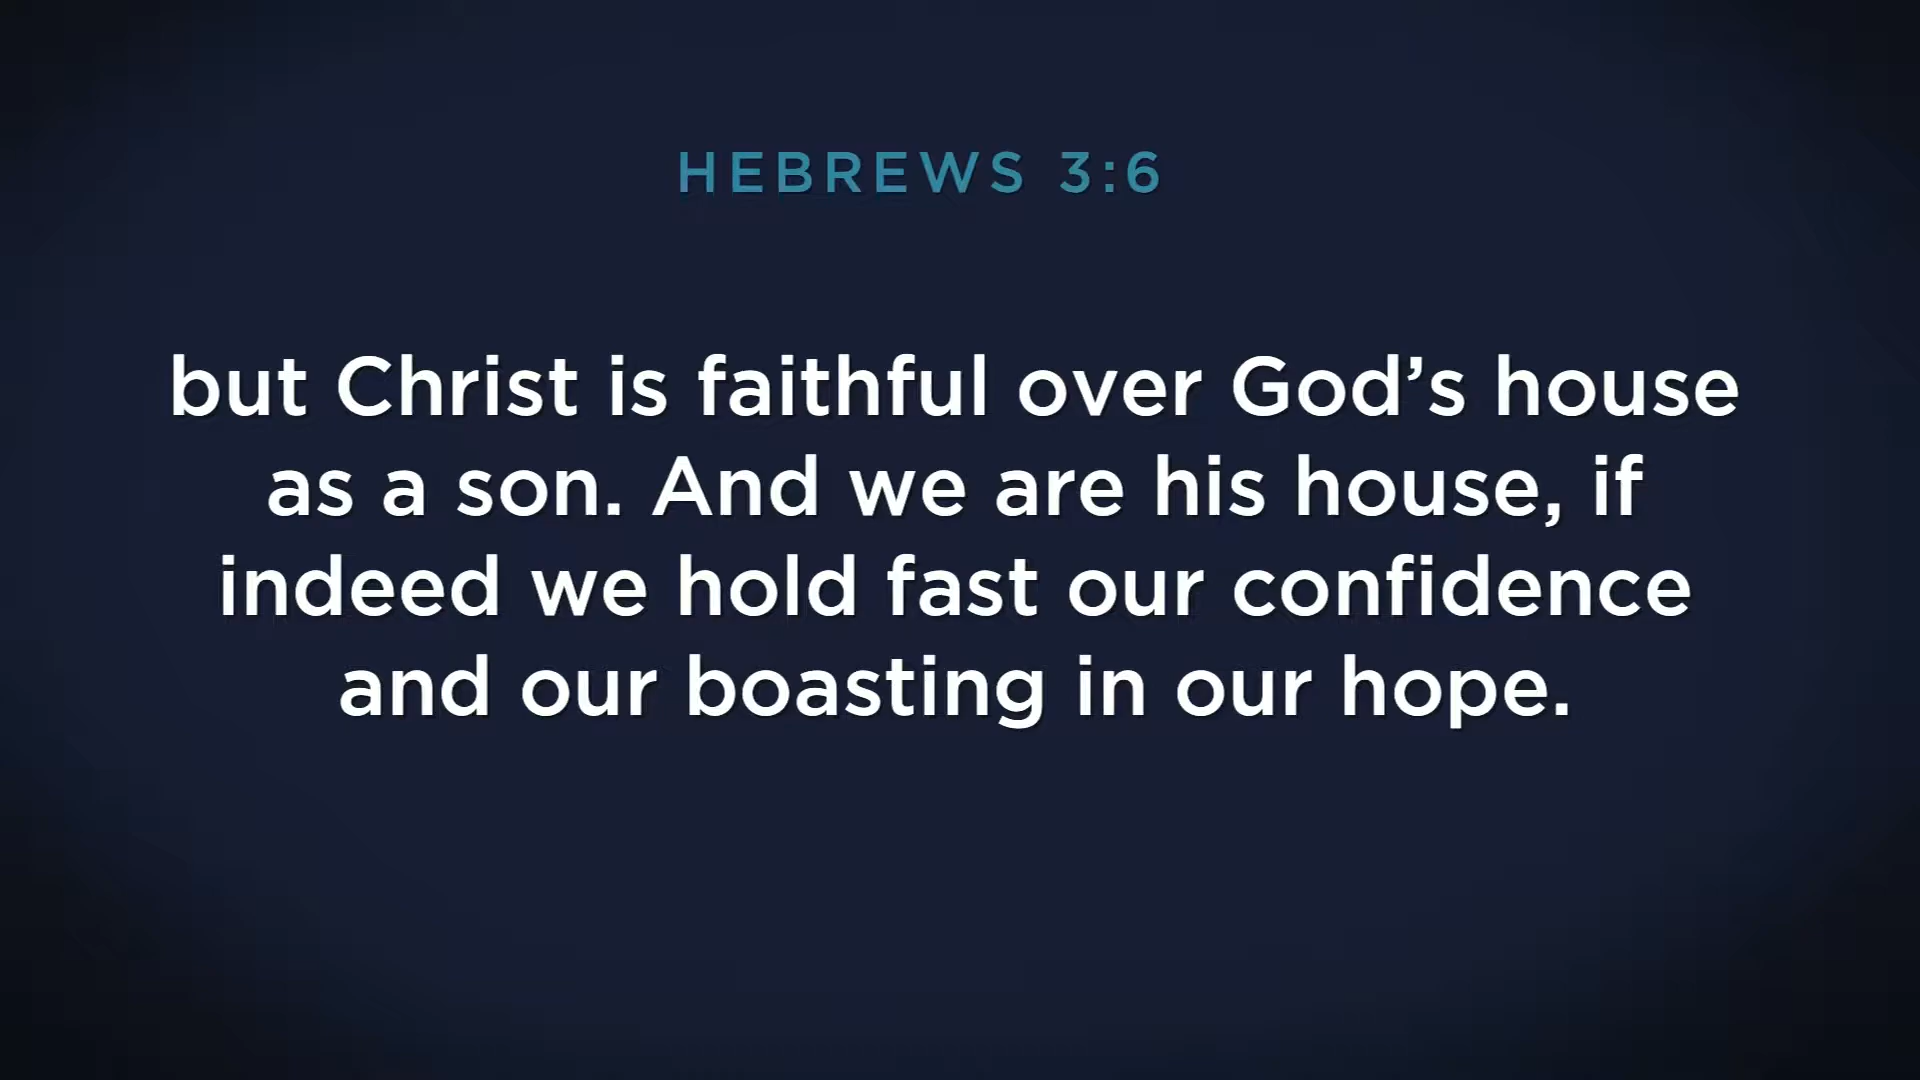 HEBREWS 3:6
but Christ is faithful over God’s house
as a son. And we are his house, if
indeed we hold fast our confidence
and our boasting in our hope.